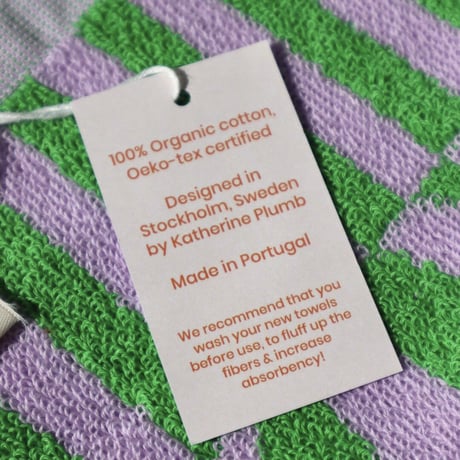 100% Organic cotton,
Oeko-tex certified
Designed in
Stockholm, Sweden
by Katherine Plumb
Made in Portugal
We recommend that you
wash your new towels
before use, to fluff up the
fibers & increase
absorbency!